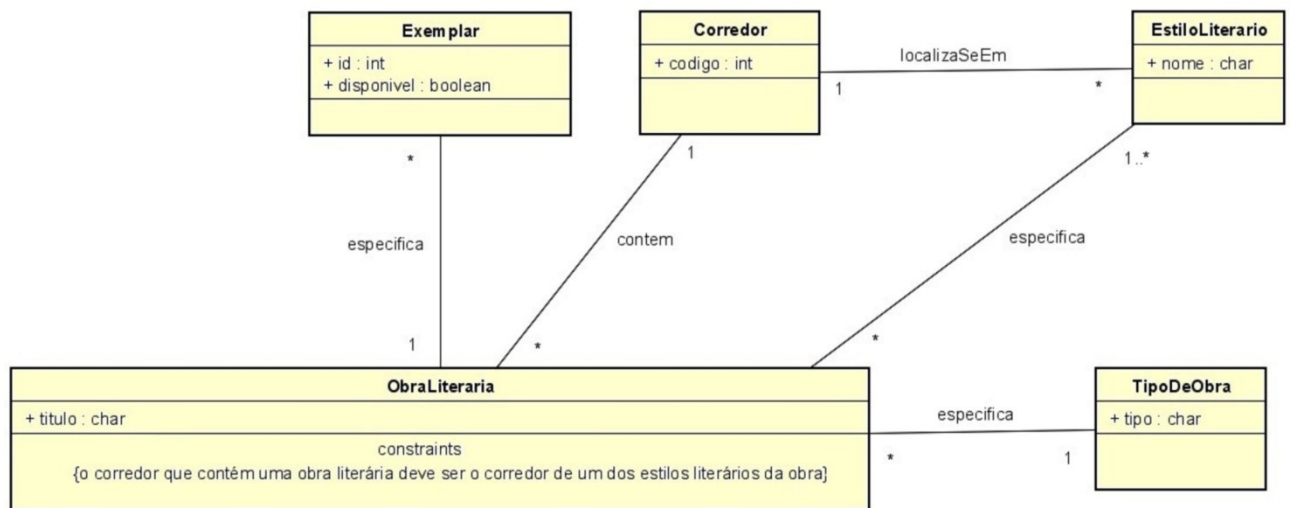 Exemplar
+ id : int
+ disponivel : boolean
Corredor
+ codigo : int
localizaSeEm
1
*
EstiloLiterario
+ nome : char
*
1
1..*
especifica
contem
especifica
1
*
*
ObraLiteraria
+ titulo : char
constraints
{o corredor que contém uma obra literária deve ser o corredor de um dos estilos literários da obra}
especifica
*
1
TipoDeObra
+ tipo : char